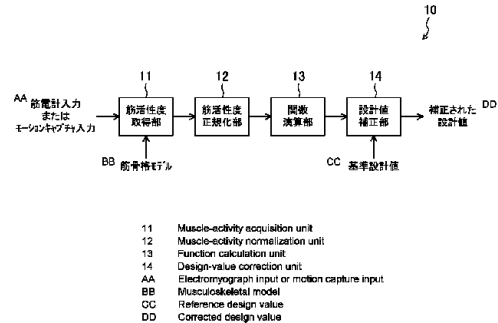 10
11
12
13
14
AA 筋電計入力
または
モーションキャプチャ入力
筋活性度
取得部
筋活性度
正規化部
関数
演算部
設計値
補正部
補正された
設計値 DD
BB 筋骨格モデル
CC 基準設計値
11 Muscle-activity acquisition unit
12 Muscle-activity normalization unit
13 Function calculation unit
14 Design-value correction unit
AA Electromyograph input or motion capture input
BB Musculoskeletal model
CC Reference design value
DD Corrected design value